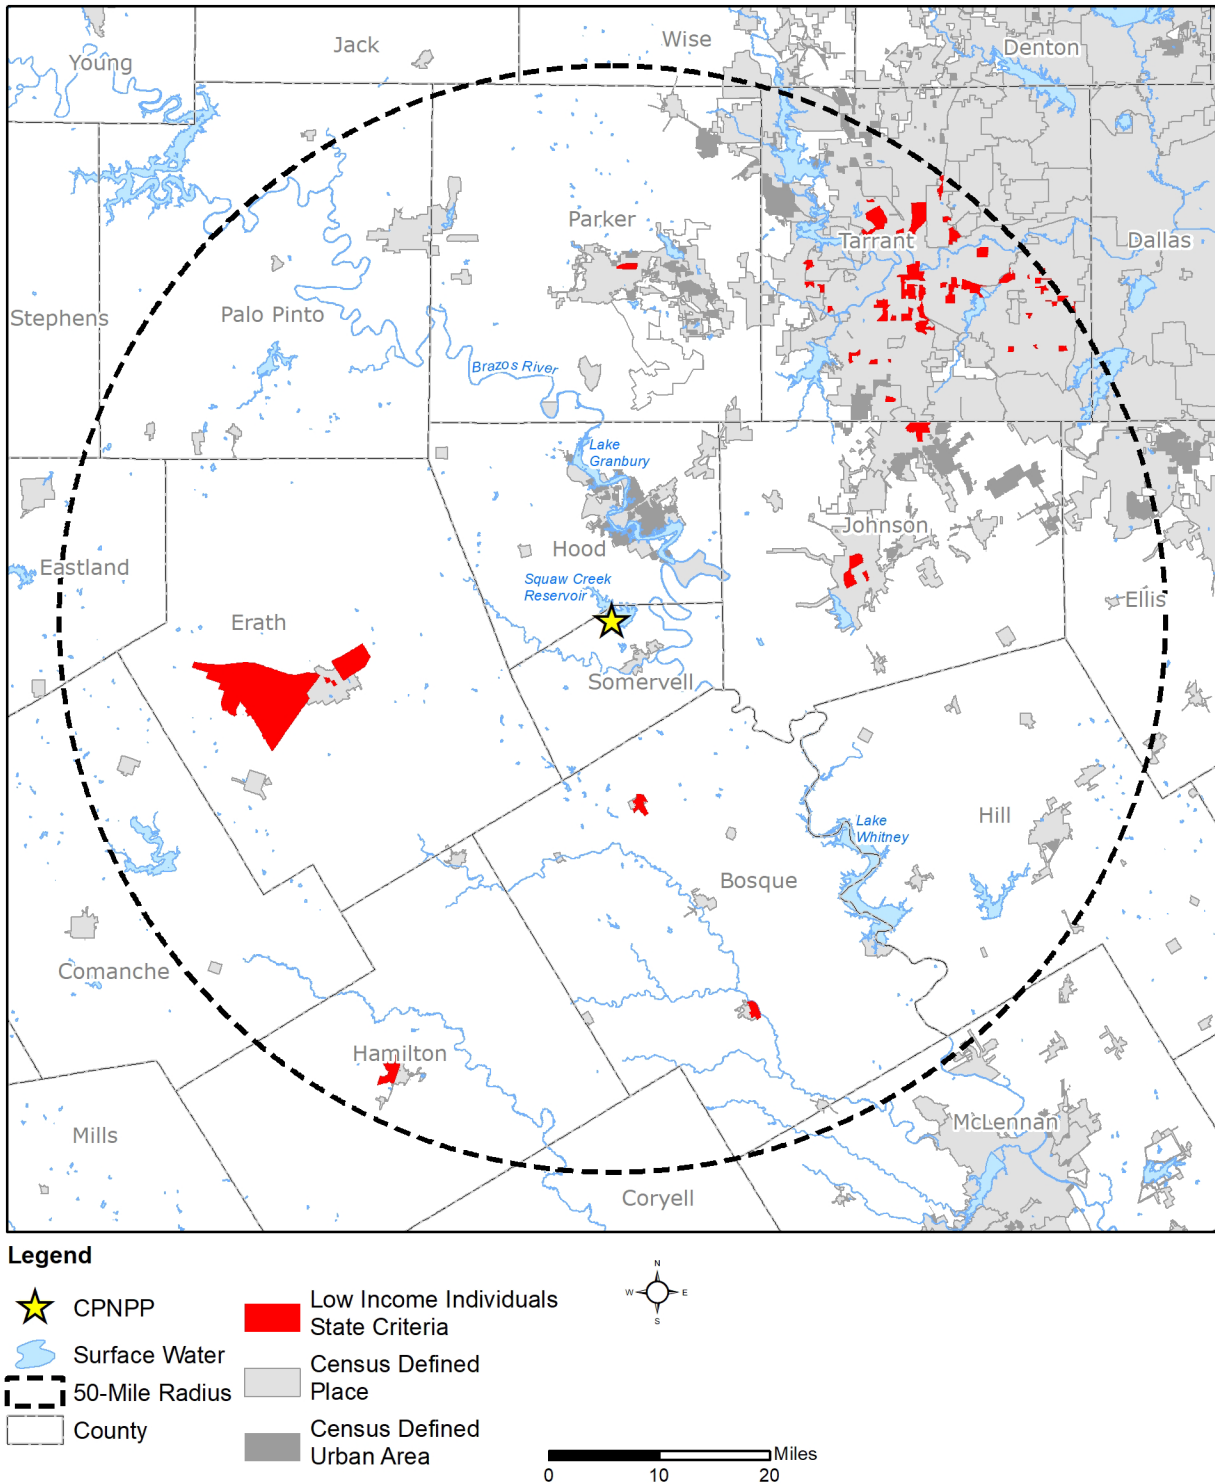 Jack
Wise
Denton
Young
Parker
Tarrant
Dallas
Stephens
Palo Pinto
Brazos River
Lake
Granbury
Johnson
Hood
Eastland
Squaw Creek
Reservoir
Ellis
Erath
Somervell
Hill
Lake
Whitney
Bosque
Comanche
Hamilton
Mills
McLennan
Coryell
Legend
CPNPP
Surface Water
50-Mile Radius
County
Low Income Individuals
State Criteria
Census Defined
Place
Census Defined
Urban Area
N
W
E
S
Miles
0
10
20